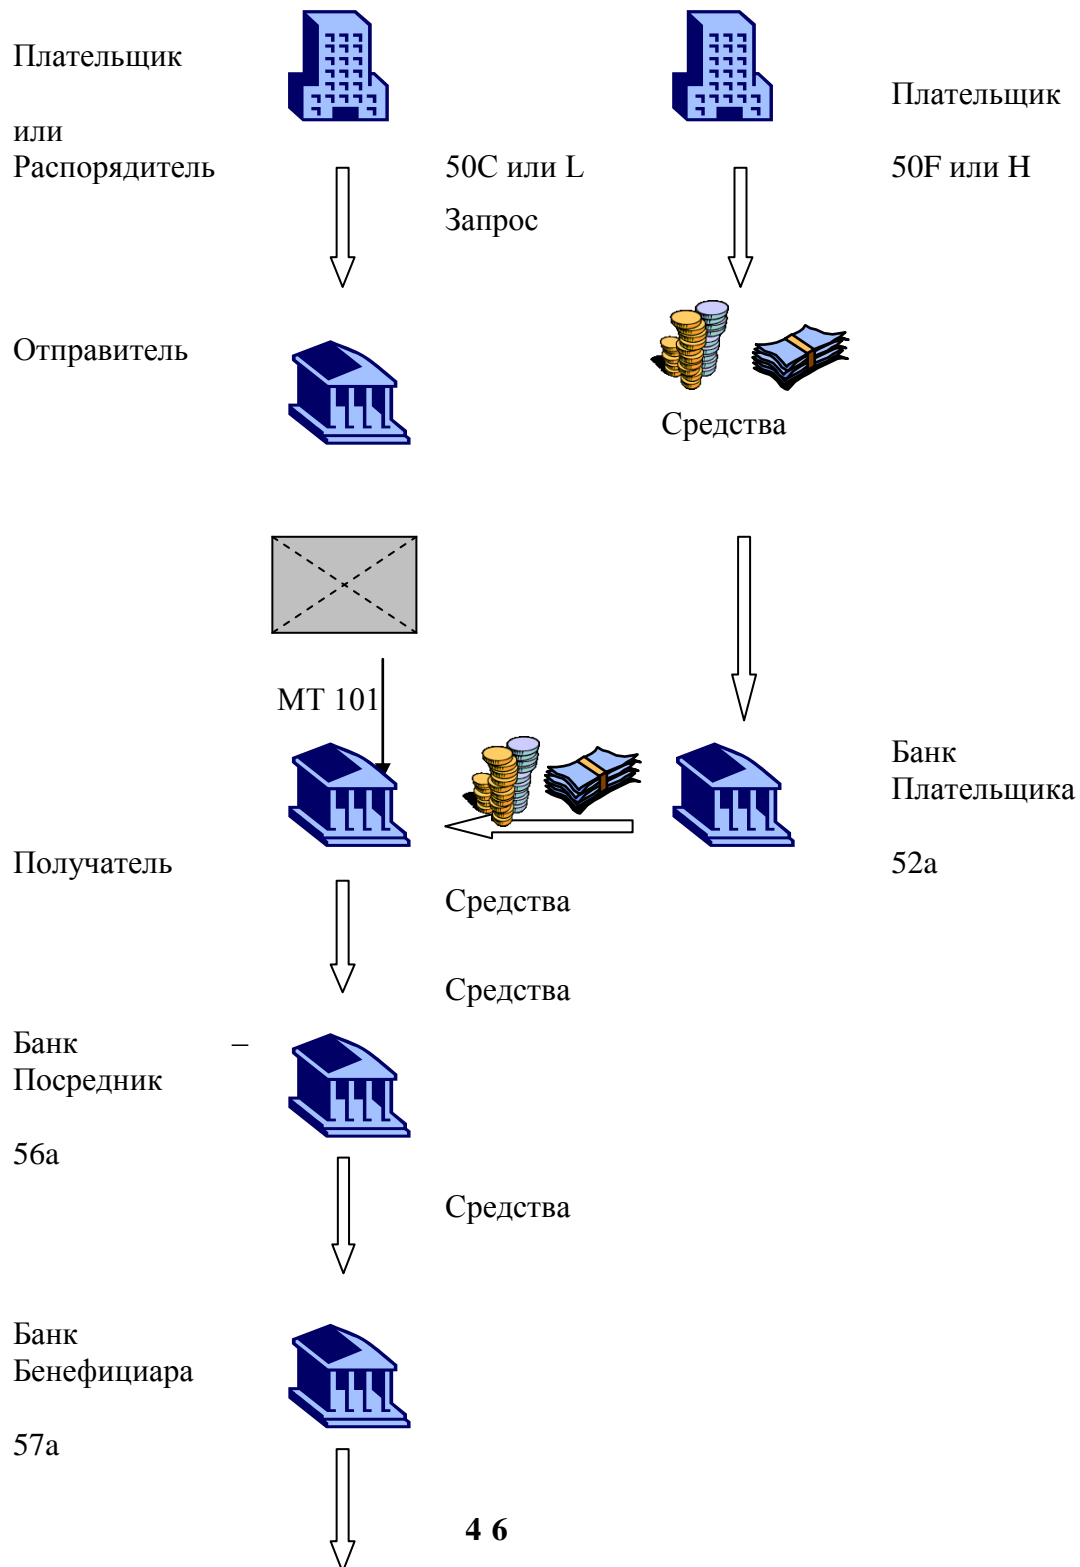 Плательщик
или
Распорядитель
50C или L
Запрос
Плательщик
50F или H
Отправитель
Средства
МТ 101
Банк
Плательщика
52a
Получатель
Средства
Средства
Банк –
Посредник
56a
Средства
Банк
Бенефициара
57a
4 6